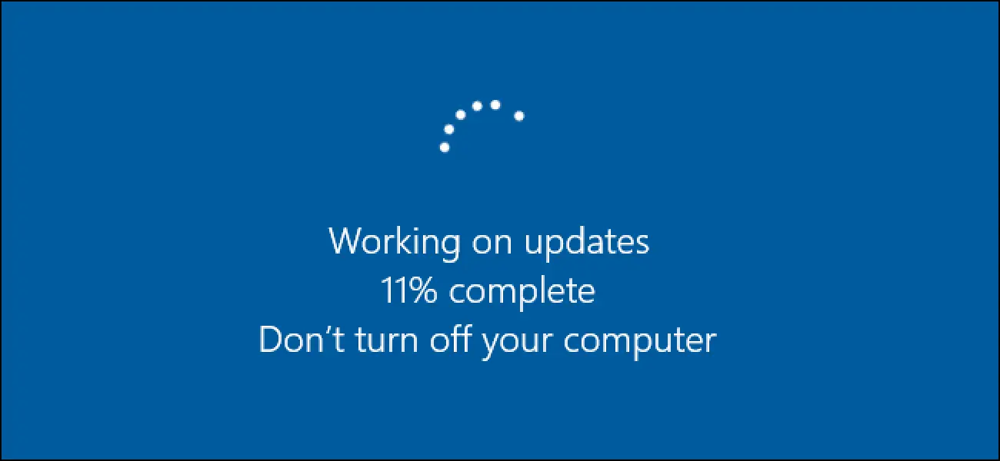 Working on updates
11% complete
Don’t turn off your computer